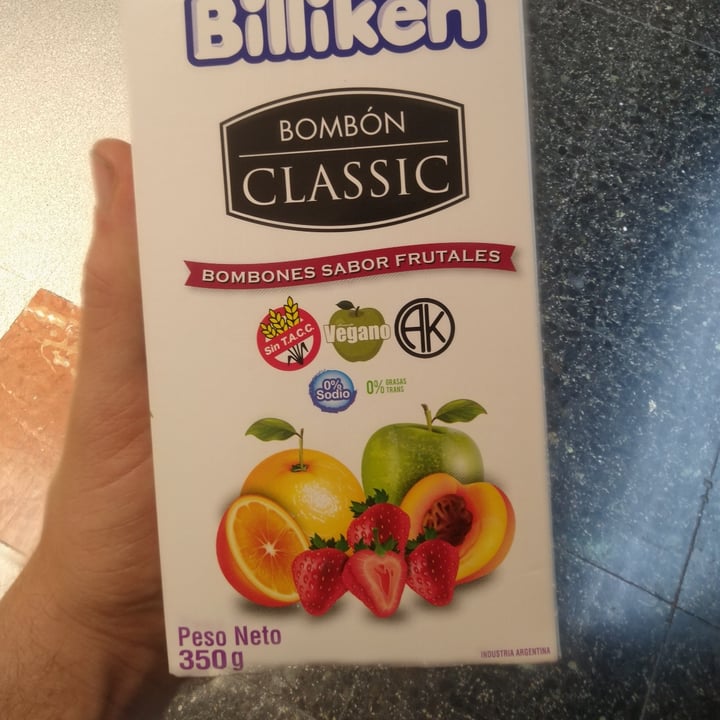 Billiken
BOMBÓN
CLASSIC
BOMBONES SABOR FRUTALES
Sin T.A.C.C.
Vegano
AK
0%
Sodio
0% GRASAS
TRANS
Peso Neto
350g
INDUSTRIA ARGENTINA